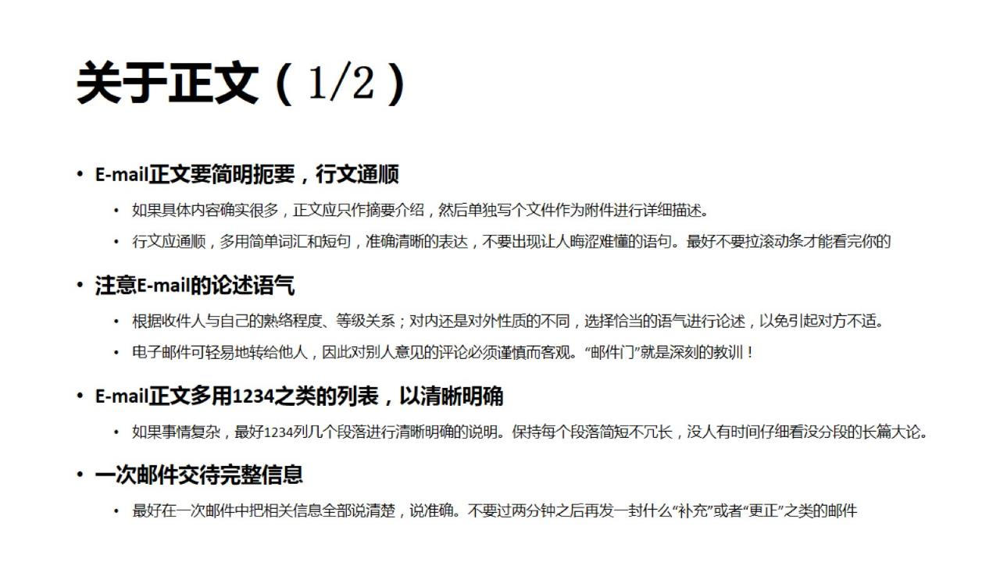 关于正文（1/2）
• E-mail正文要简明扼要，行文通顺
• 如果具体内容确实很多，正文应只作摘要介绍，然后单独写个文件作为附件进行详细描述。
• 行文应通顺，多用简单词汇和短句，准确清晰的表达，不要出现让人晦涩难懂的语句。最好不要拉滚动条才能看完你的
• 注意E-mail的论述语气
• 根据收件人与自己的熟络程度、等级关系；对内还是对外性质的不同，选择恰当的语气进行论述，以免引起对方不适。
• 电子邮件可轻易地转给他人，因此对别人意见的评论必须谨慎而客观。“邮件门”就是深刻的教训！
• E-mail正文多用1234之类的列表，以清晰明确
• 如果事情复杂，最好1234列几个段落进行清晰明确的说明。保持每个段落简短不冗长，没人有时间仔细看没分段的长篇大论。
• 一次邮件交待完整信息
• 最好在一次邮件中把相关信息全部说清楚，说准确。不要过两分钟之后再发一封什么“补充”或者“更正”之类的邮件